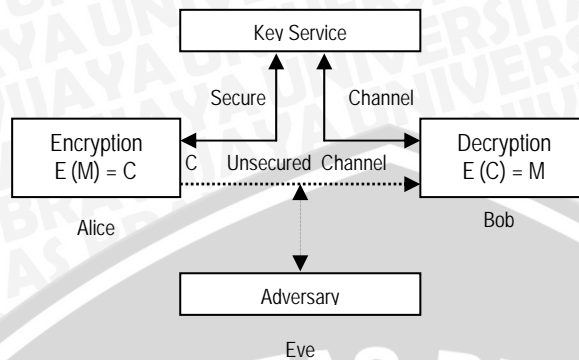 Key Service
Secure Channel
Encryption
E (M) = C
C Unsecured Channel
Decryption
E (C) = M
Alice
Bob
Adversary
Eve